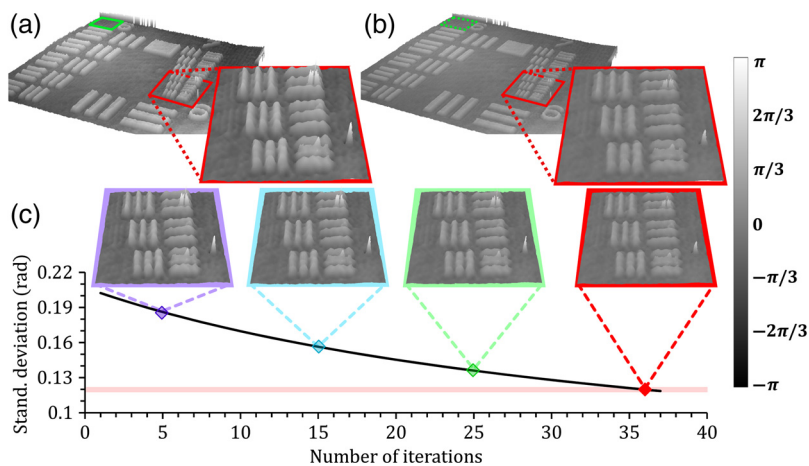 (a)
(b)
π
2π/3
π/3
0
−π/3
−2π/3
−π
(c)
Stand. deviation (rad)
0.22
0.19
0.16
0.13
0.1
0 5 10 15 20 25 30 35 40
Number of iterations